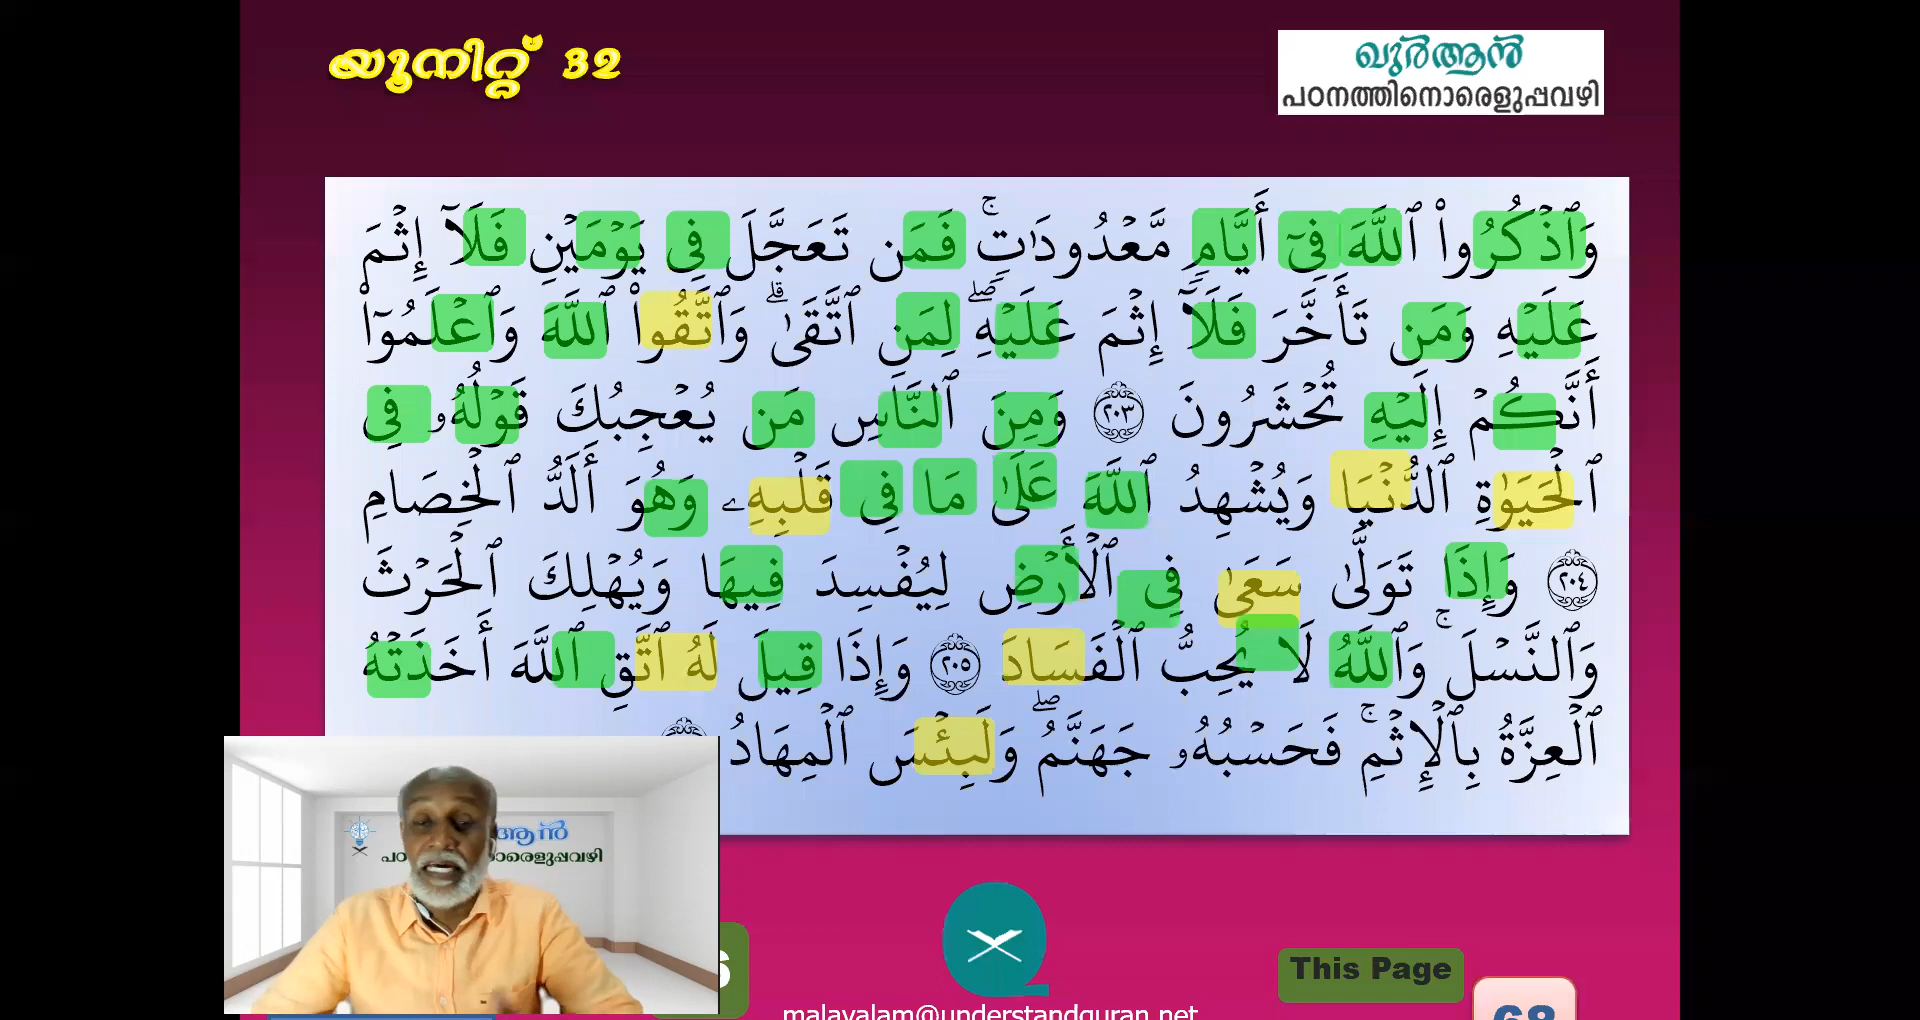 യൂനിറ്റ് 32
ഖുർആൻ
പഠനത്തിനൊരെളുപ്പവഴി
وَٱذۡكُرُواْ ٱللَّهَ فِيٓ أَيَّامٖ مَّعۡدُودَٰتٖۚ فَمَن تَعَجَّلَ فِي يَوۡمَيۡنِ فَلَآ إِثۡمَ
عَلَيۡهِ وَمَن تَأَخَّرَ فَلَآ إِثۡمَ عَلَيۡهِۖ لِمَنِ ٱتَّقَىٰۗ وَٱتَّقُواْ ٱللَّهَ وَٱعۡلَمُوٓاْ
أَنَّكُمۡ إِلَيۡهِ تُحۡشَرُونَ ٢٠٣ وَمِنَ ٱلنَّاسِ مَن يُعۡجِبُكَ قَوۡلُهُۥ فِي
ٱلۡحَيَوٰةِ ٱلدُّنۡيَا وَيُشۡهِدُ ٱللَّهَ عَلَىٰ مَا فِي قَلۡبِهِۦ وَهُوَ أَلَدُّ ٱلۡخِصَامِ
٢٠٤ وَإِذَا تَوَلَّىٰ سَعَىٰ فِي ٱلۡأَرۡضِ لِيُفۡسِدَ فِيهَا وَيُهۡلِكَ ٱلۡحَرۡثَ
وَٱلنَّسۡلَۚ وَٱللَّهُ لَا يُحِبُّ ٱلۡفَسَادَ ٢٠٥ وَإِذَا قِيلَ لَهُ ٱتَّقِ ٱللَّهَ أَخَذَتۡهُ
ٱلۡعِزَّةُ بِٱلۡإِثۡمِۚ فَحَسۡبُهُۥ جَهَنَّمُۖ وَلَبِئۡسَ ٱلۡمِهَادُ
This Page
68
malayalam@understandquran.net